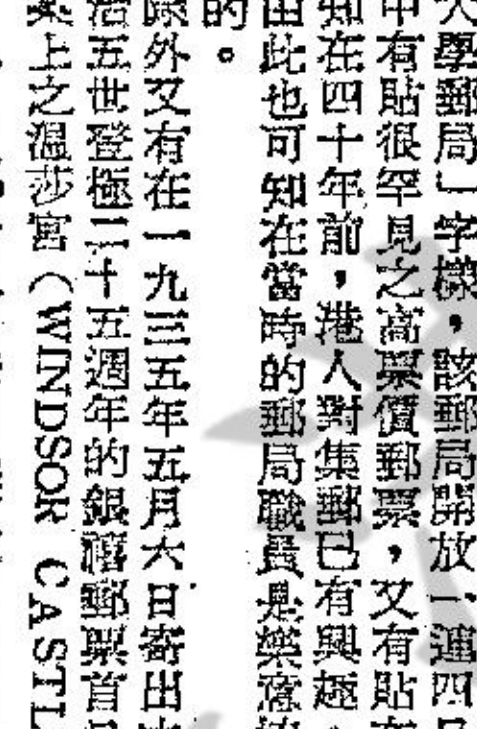 大學郵局﹂字樣，該郵局開放一連四
中有貼很罕見之高票價郵票，又有貼
知在四十年前，港人對集郵已有興趣，
由此也可知在當時的郵局職員是樂意
的。
除外又有在一九三五年五月六日寄出
治五世登極二十五週年的銀禧郵票首
業上之溫莎宮（WINDSOR CASTL